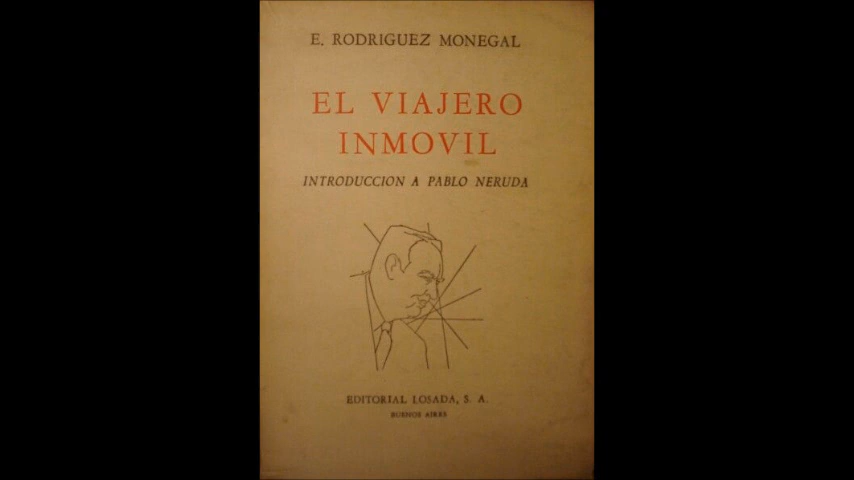 E. RODRIGUEZ MONEGAL
EL VIAJERO
INMOVIL
INTRODUCCION A PABLO NERUDA
EDITORIAL LOSADA, S. A.
BUENOS AIRES